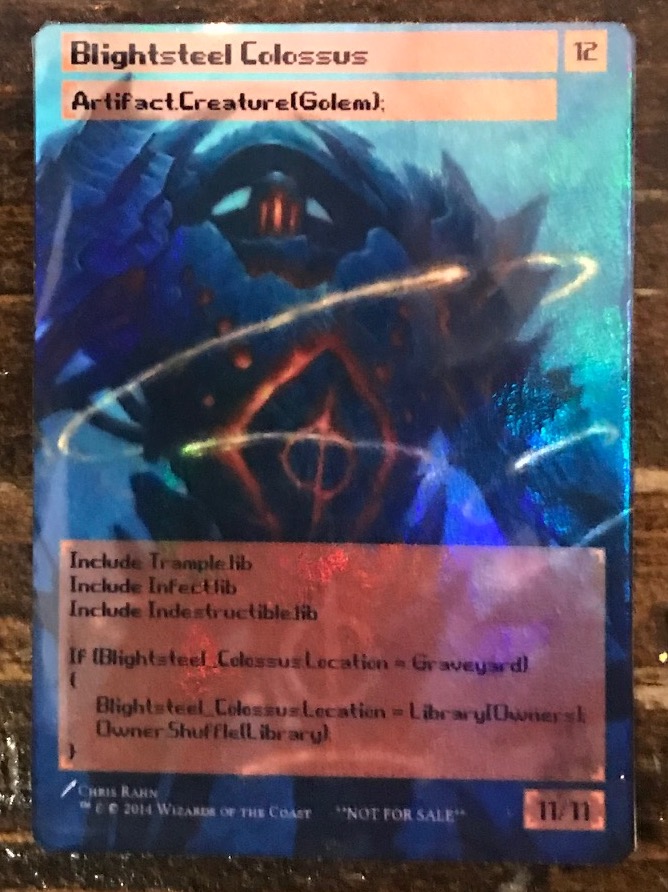 Blightsteel Colossus
12
Artifact.Creature(Golem);
Include Trample.lib
Include Infect.lib
Include Indestructible.lib
If (Blightsteel_Colossus.Location = Graveyard)
{
Blightsteel_Colossus.Location = Library(Owners);
Owner.Shuffle(Library);
}
Chris Rahn
™ & © 2014 Wizards of the Coast **NOT FOR SALE**
11/11